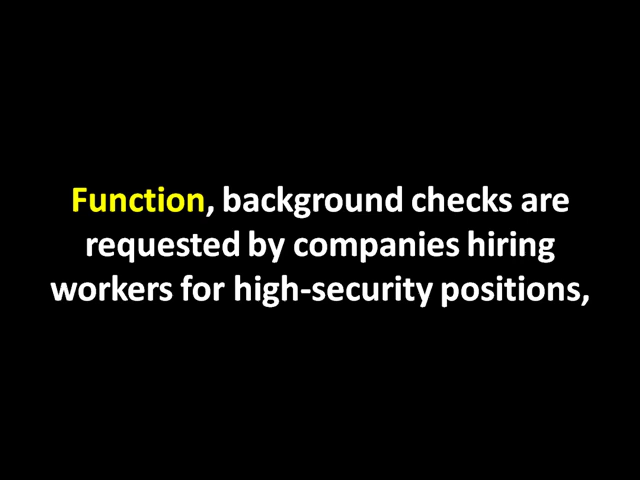 Function, background checks are
requested by companies hiring
workers for high-security positions,